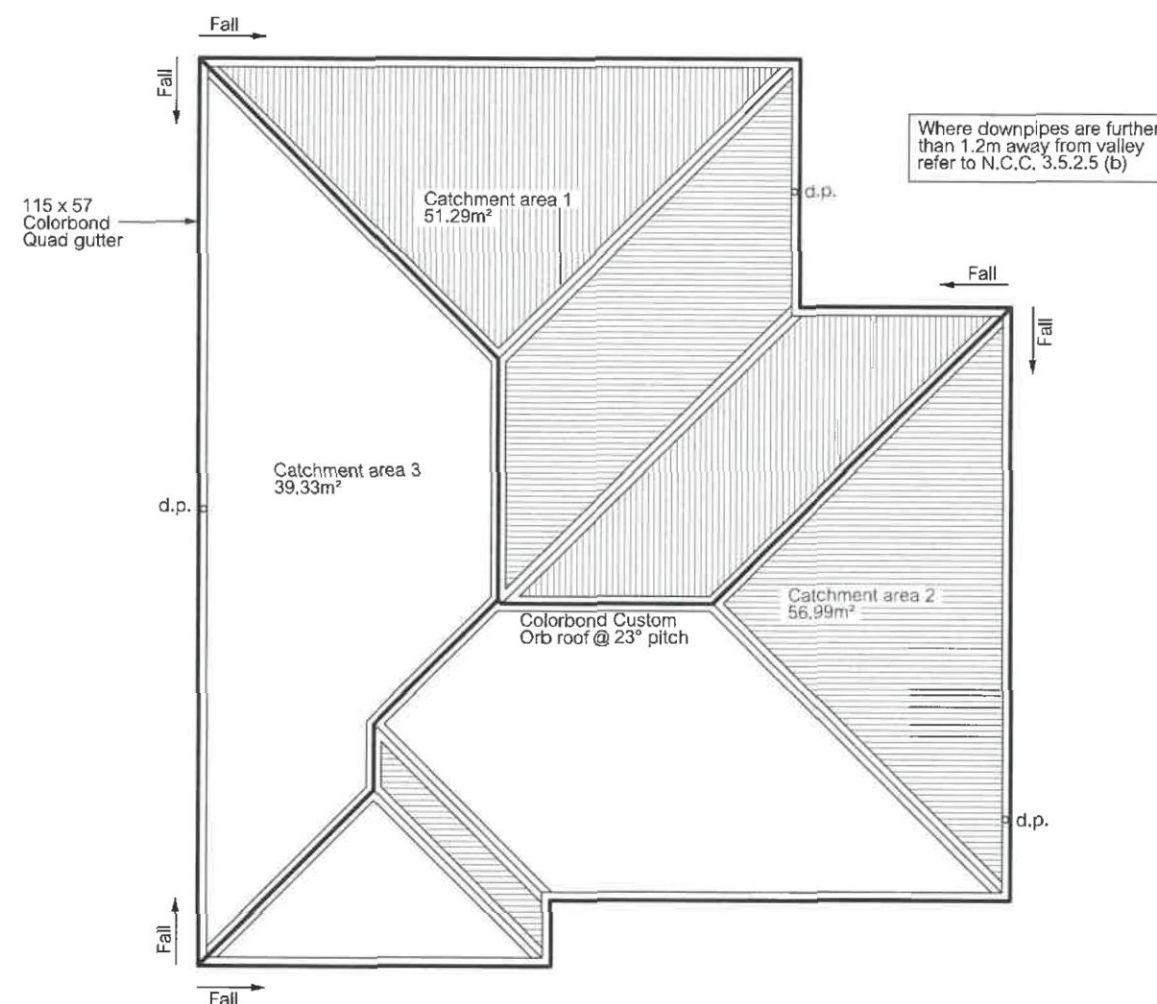 Fall
Fall
Where downpipes are further
than 1.2m away from valley
refer to N.C.C. 3.5.2.5 (b)
115 x 57
Colorbond
Quad gutter
Catchment area 1
51.29m²
d.p.
Fall
Fall
Catchment area 3
39.33m²
d.p.
Catchment area 2
56.99m²
Colorbond Custom
Orb roof @ 23° pitch
d.p.
Fall
Fall